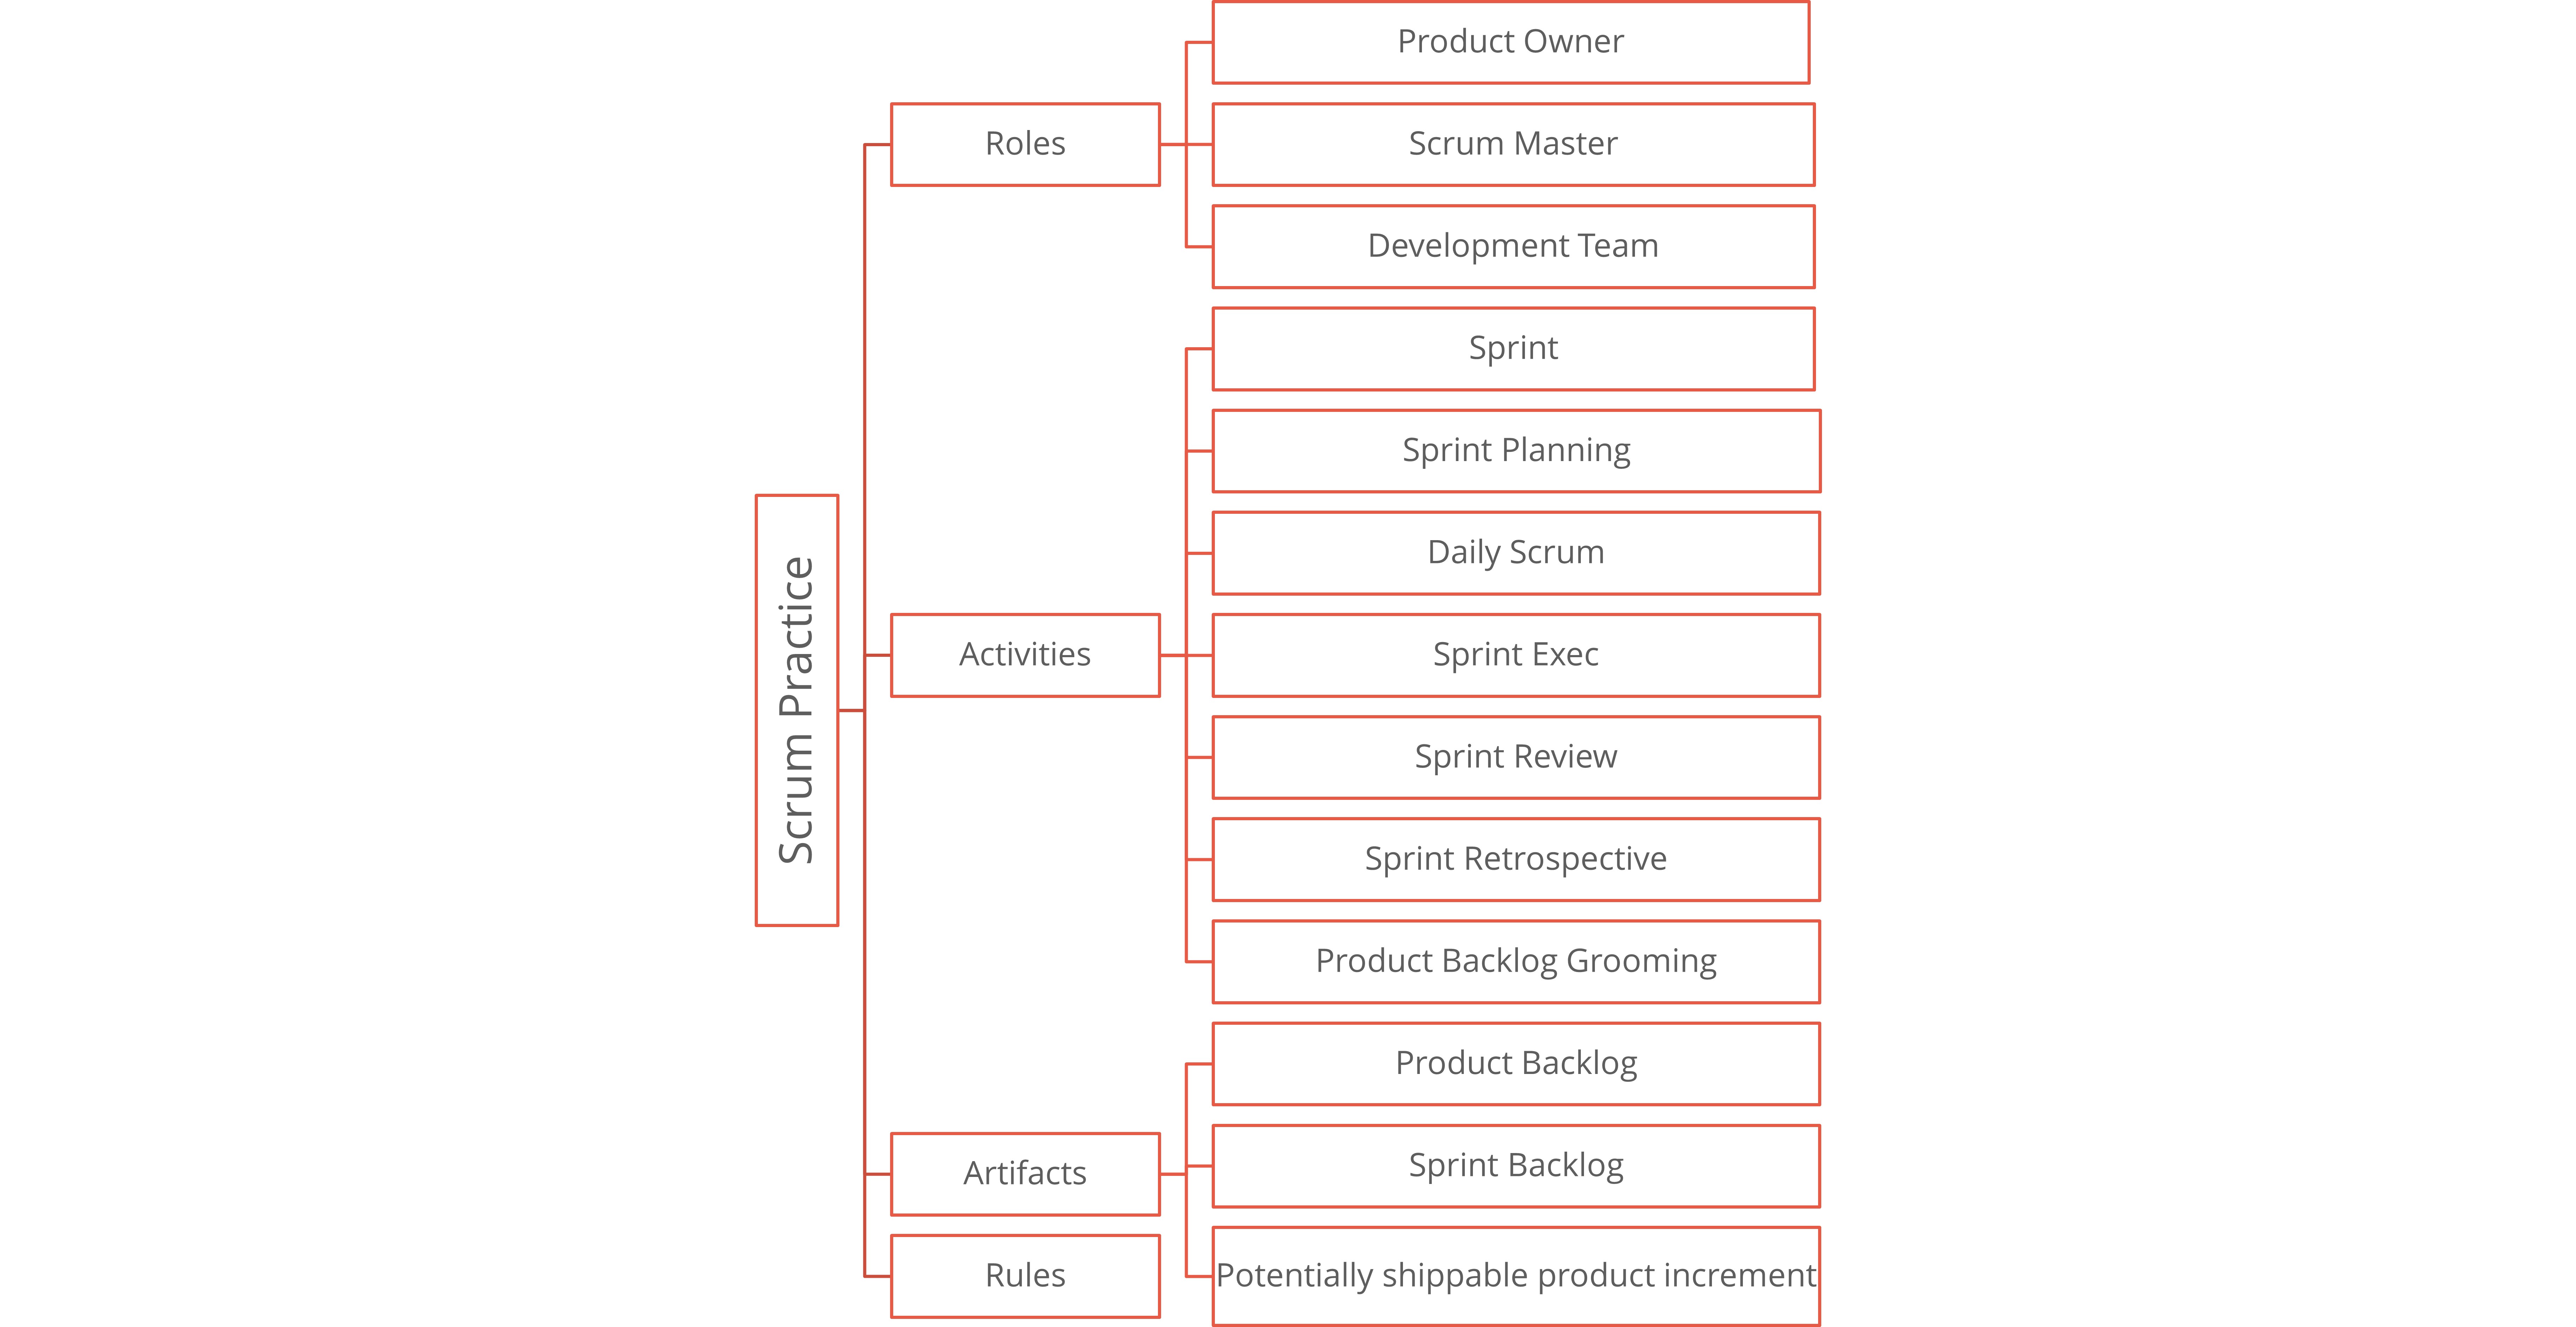 Scrum Practice
Roles
Product Owner
Scrum Master
Development Team
Activities
Sprint
Sprint Planning
Daily Scrum
Sprint Exec
Sprint Review
Sprint Retrospective
Product Backlog Grooming
Artifacts
Product Backlog
Sprint Backlog
Potentially shippable product increment
Rules